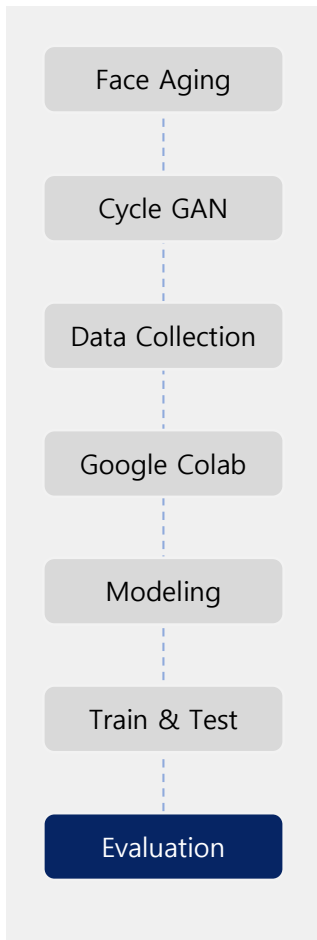 Face Aging
Cycle GAN
Data Collection
Google Colab
Modeling
Train & Test
Evaluation